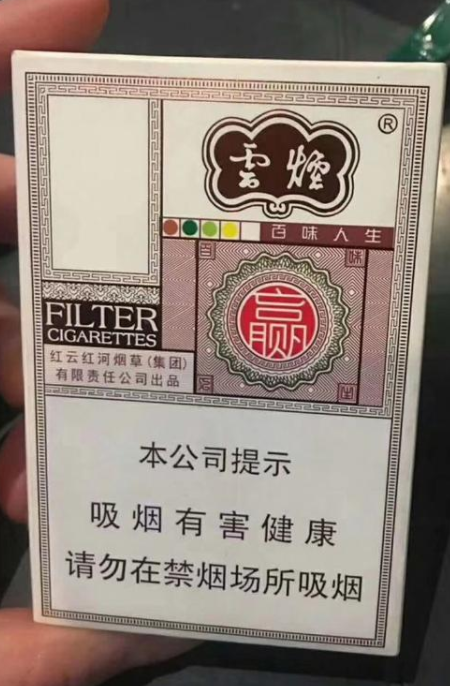 雲煙
®
百味人生
百 味
赢
FILTER
CIGARETTES
红云红河烟草(集团)
有限责任公司出品
本公司提示
吸烟有害健康
请勿在禁烟场所吸烟